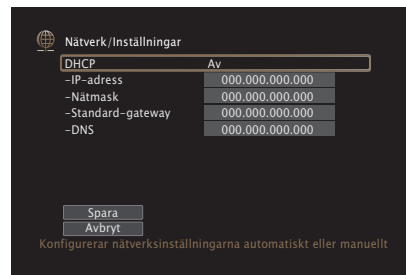 Nätverk/Inställningar
DHCP Av
–IP–adress 000.000.000.000
–Nätmask 000.000.000.000
–Standard–gateway 000.000.000.000
–DNS 000.000.000.000
Spara
Avbryt
Konfigurerar nätverksinställningarna automatiskt eller manuellt